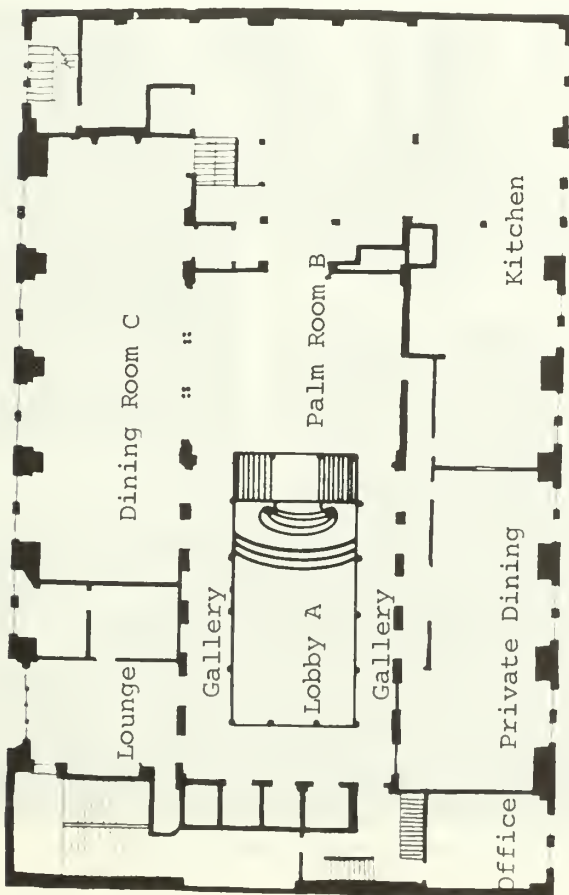 Lounge
Dining Room C
Gallery
Lobby A
Palm Room B
Gallery
Office
Private Dining
Kitchen